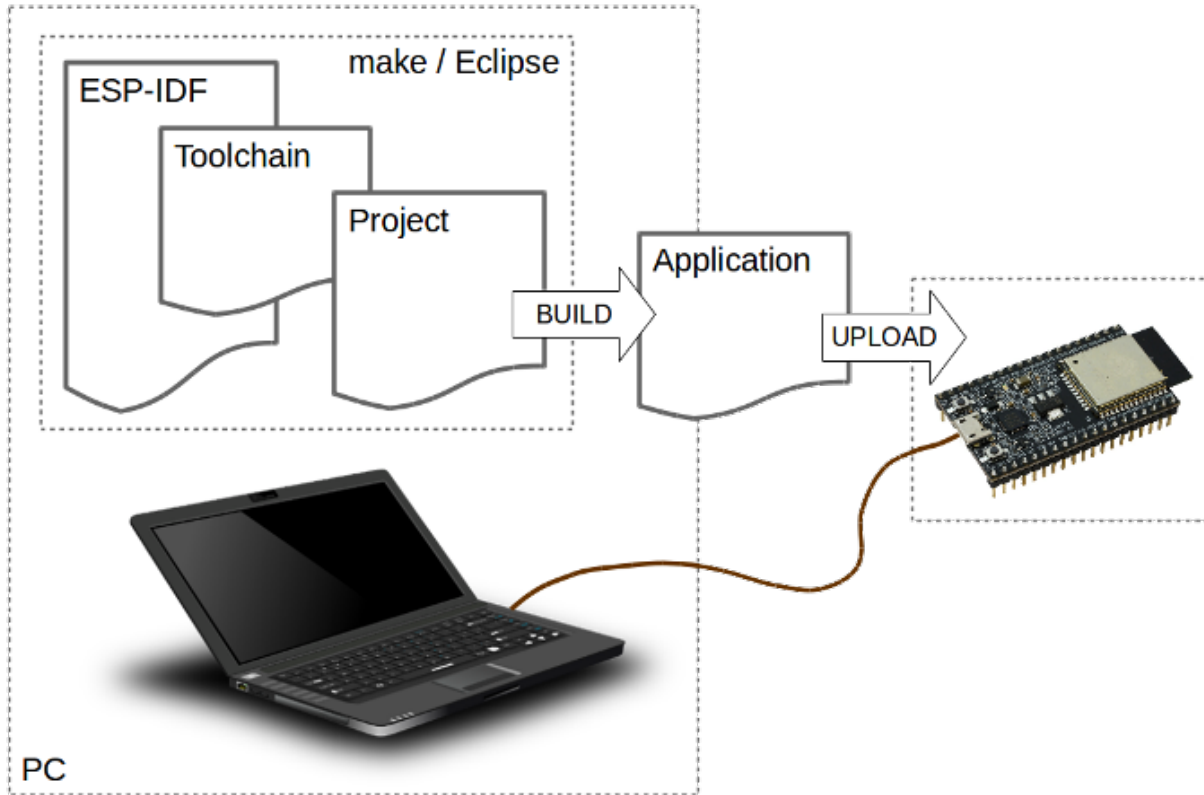 make / Eclipse
ESP-IDF
Toolchain
Project
Application
BUILD
UPLOAD
PC